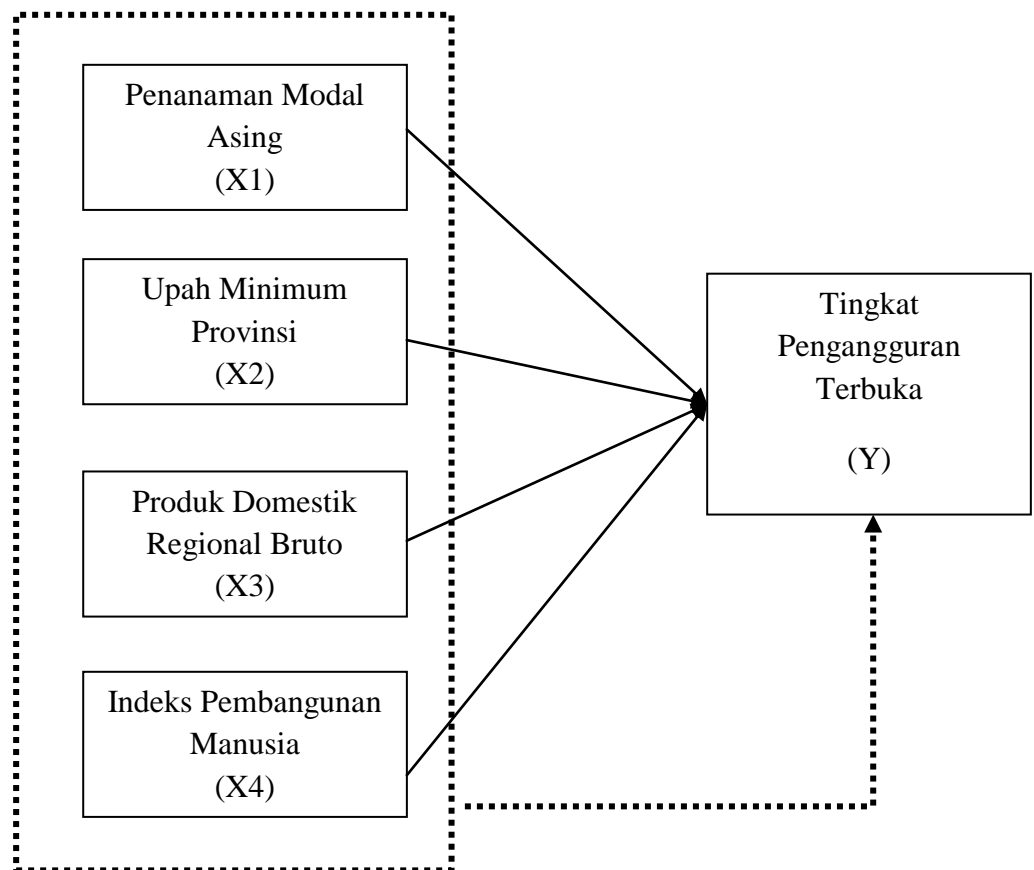 Penanaman Modal
Asing
(X1)
Upah Minimum
Provinsi
(X2)
Produk Domestik
Regional Bruto
(X3)
Indeks Pembangunan
Manusia
(X4)
Tingkat
Pengangguran
Terbuka
(Y)